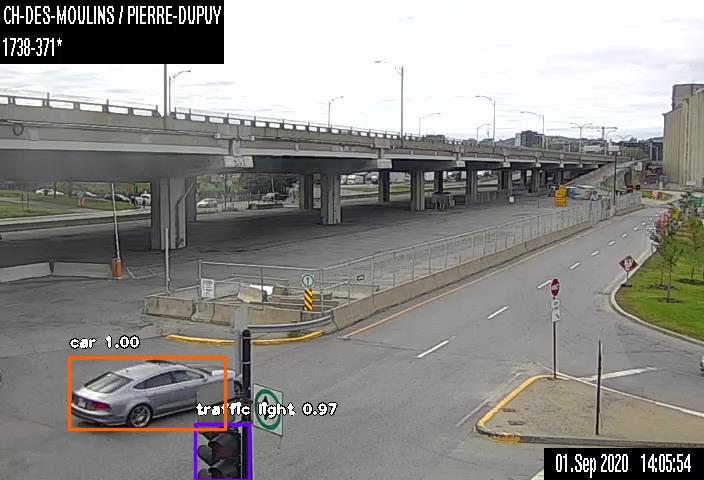 CH-DES-MOULINS / PIERRE-DUPUY
1738-371*
car 1.00
traffic light 0.97
01.Sep 2020 14:05:54